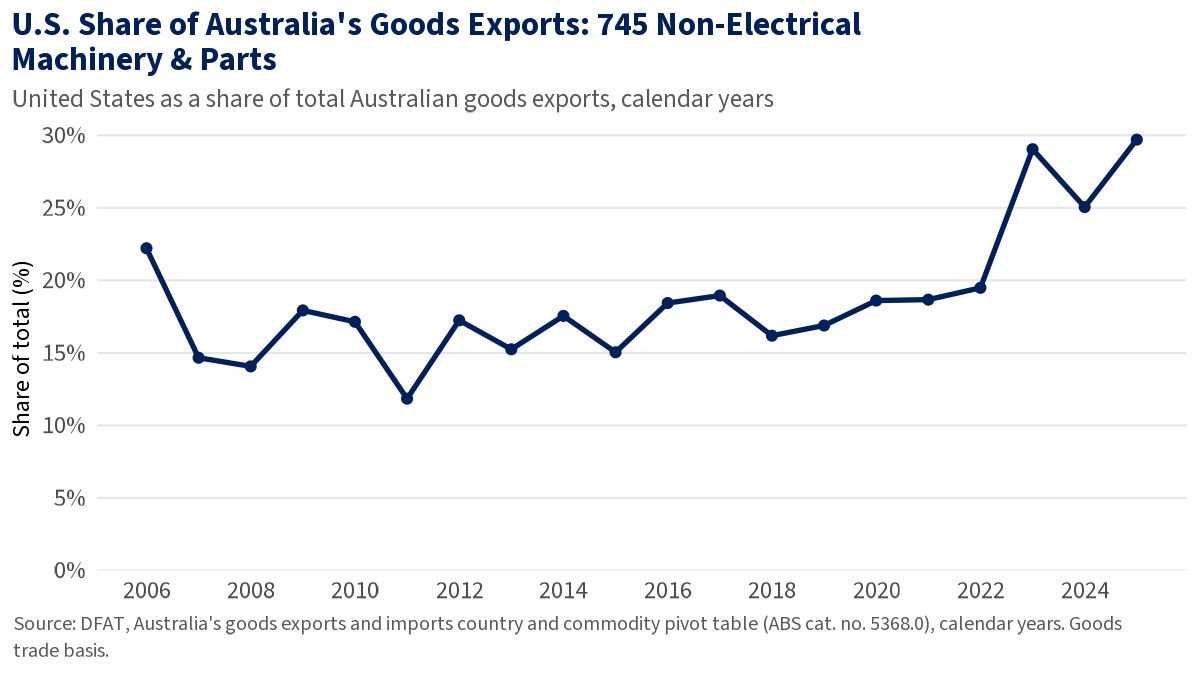 U.S. Share of Australia's Goods Exports: 745 Non-Electrical
Machinery & Parts
United States as a share of total Australian goods exports, calendar years
Share of total (%)
30%
25%
20%
15%
10%
5%
0%
2006 2008 2010 2012 2014 2016 2018 2020 2022 2024
Source: DFAT, Australia's goods exports and imports country and commodity pivot table (ABS cat. no. 5368.0), calendar years. Goods
trade basis.